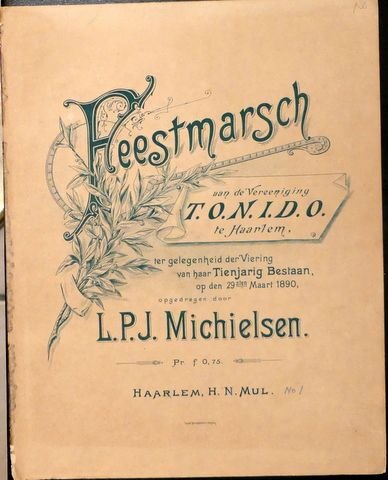 Feestmarsch
aan de Vereeniging
T.O.N.I.D.O.
te Haarlem,
ter gelegenheid der Viering
van haar Tienjarig Bestaan,
op den 29sten Maart 1890,
opgedragen door
L.P.J. Michielsen.
Pr. f 0,75.
HAARLEM, H. N. MUL. No 1